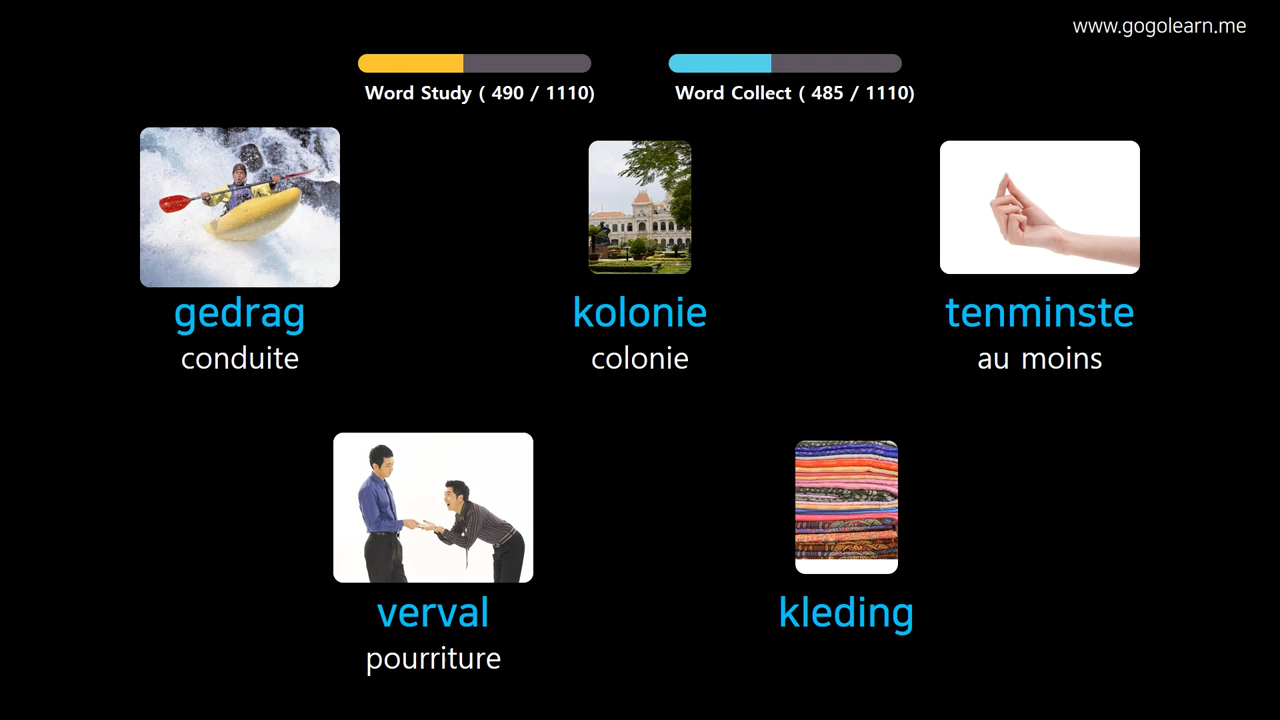 www.gogolearn.me
Word Study ( 490 / 1110)
Word Collect ( 485 / 1110)
gedrag
conduite
kolonie
colonie
tenminste
au moins
verval
pourriture
kleding